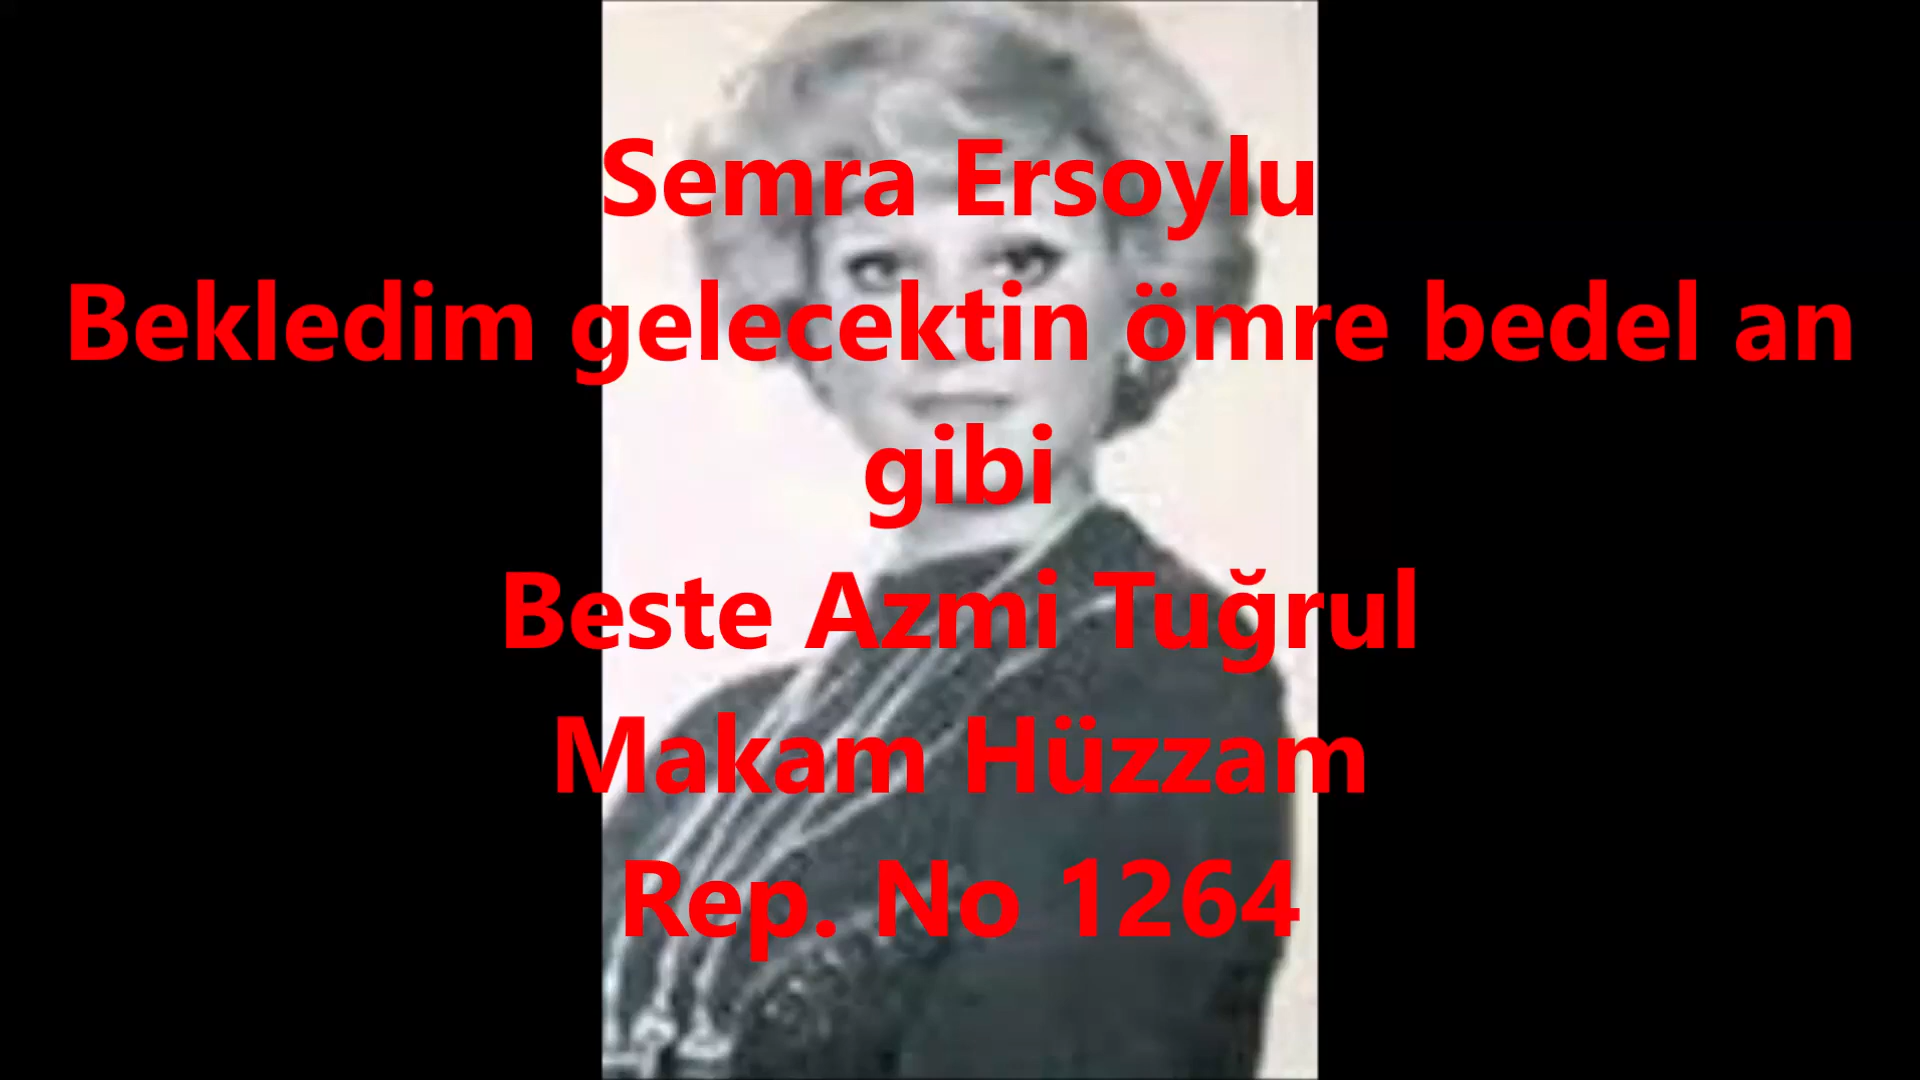 Semra Ersoylu
Bekledim gelecektin ömre bedel an
gibi
Beste Azmi Tuğrul
Makam Hüzzam
Rep. No 1264